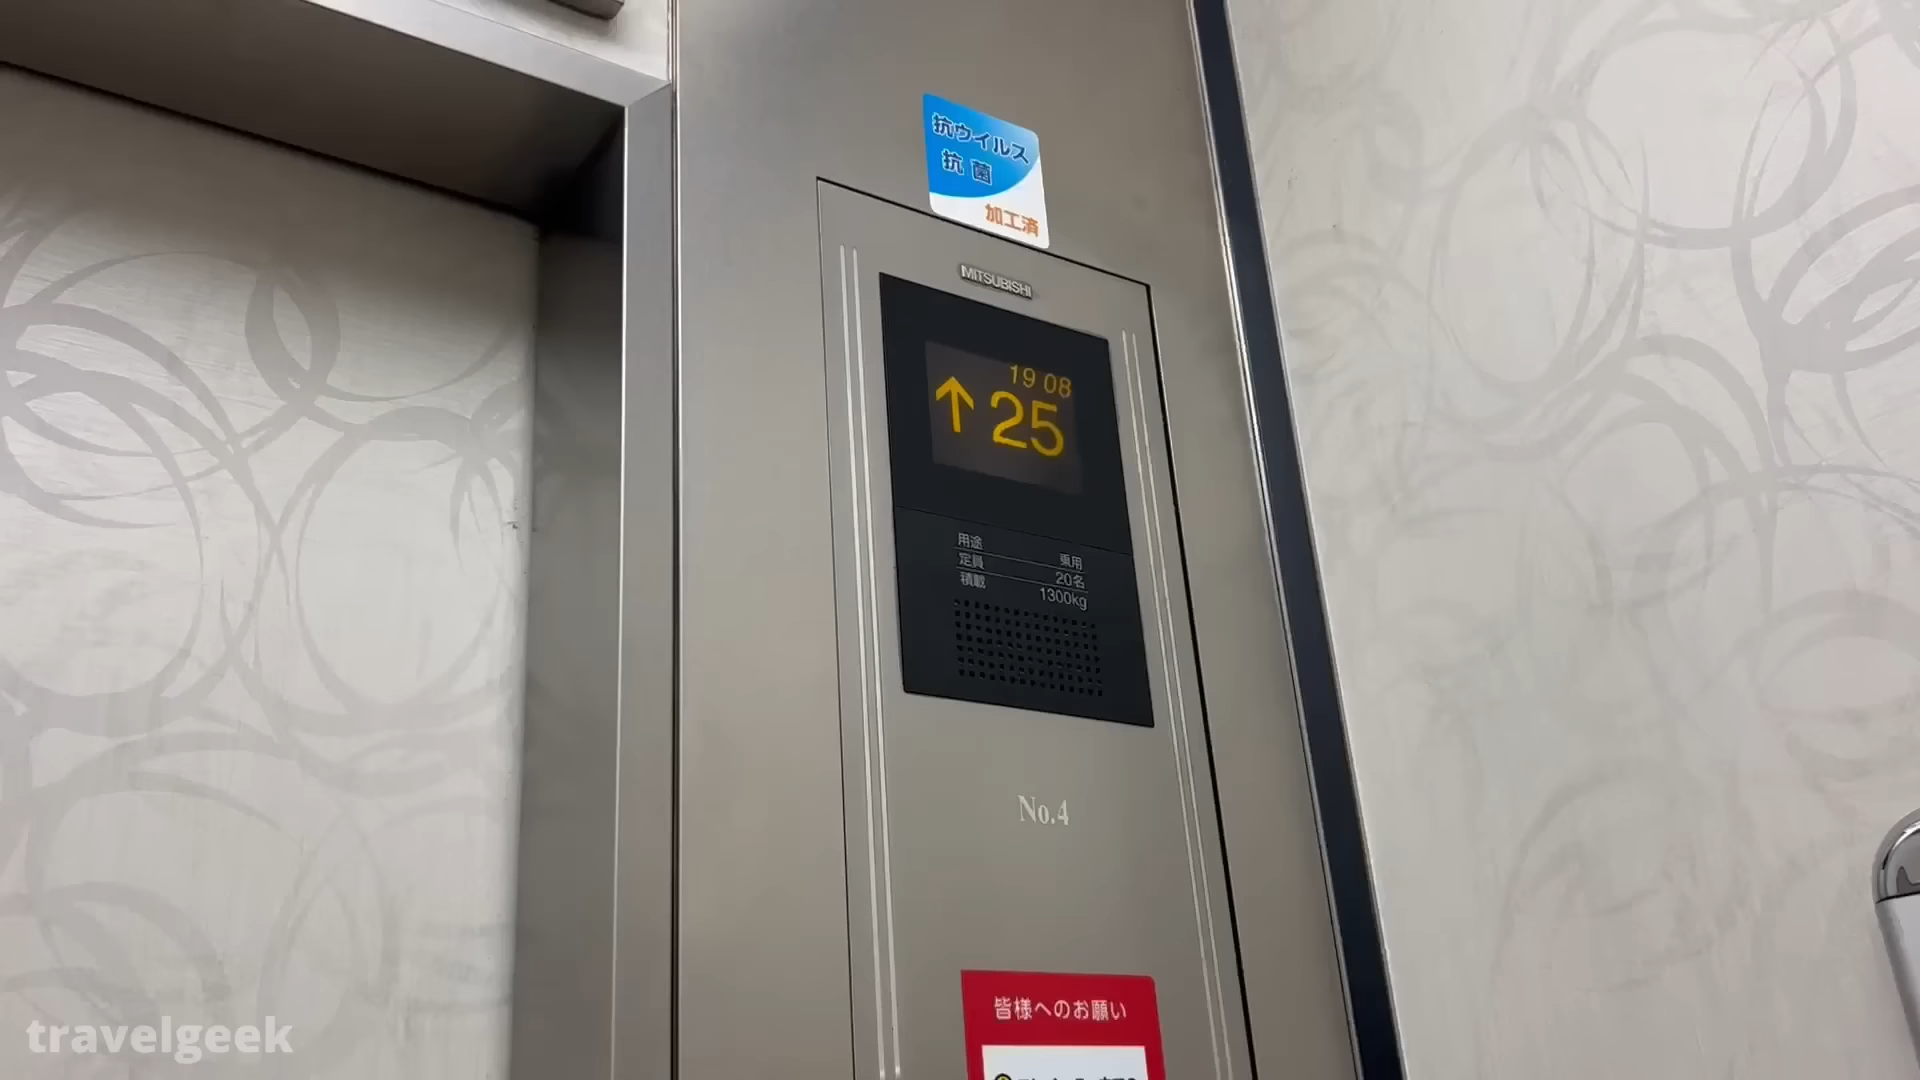 抗ウイルス
抗菌
加工済
MITSUBISHI
19 08
↑25
用途 乗用
定員 20名
積載 1300kg
No.4
皆様へのお願い
travelgeek